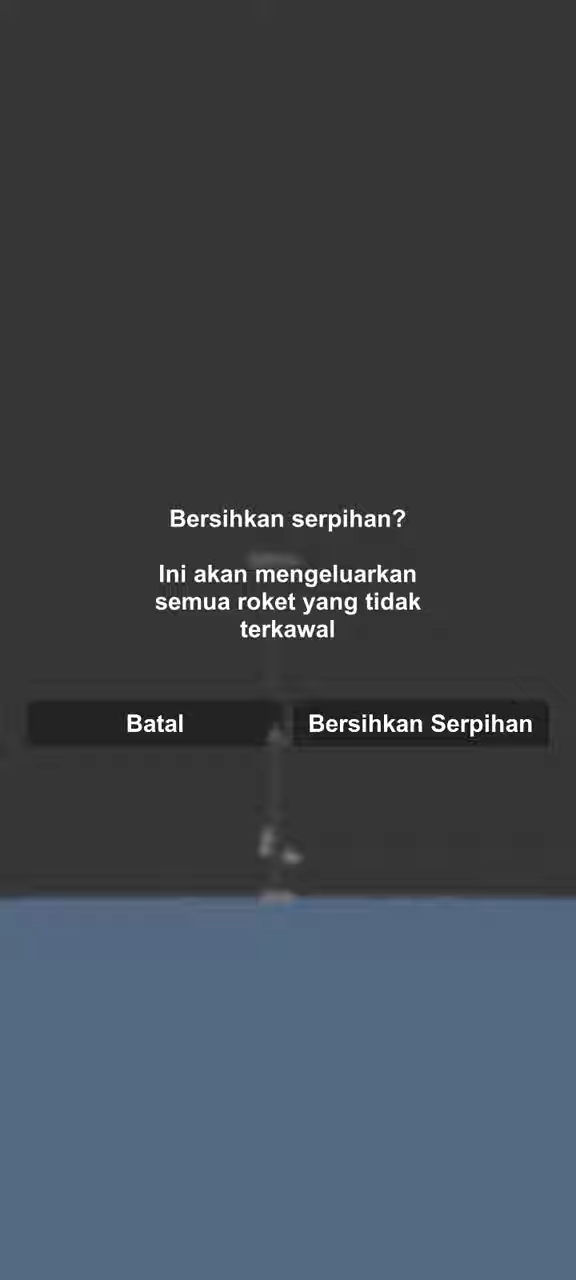 Bersihkan serpihan?
Ini akan mengeluarkan
semua roket yang tidak
terkawal
Batal
Bersihkan Serpihan